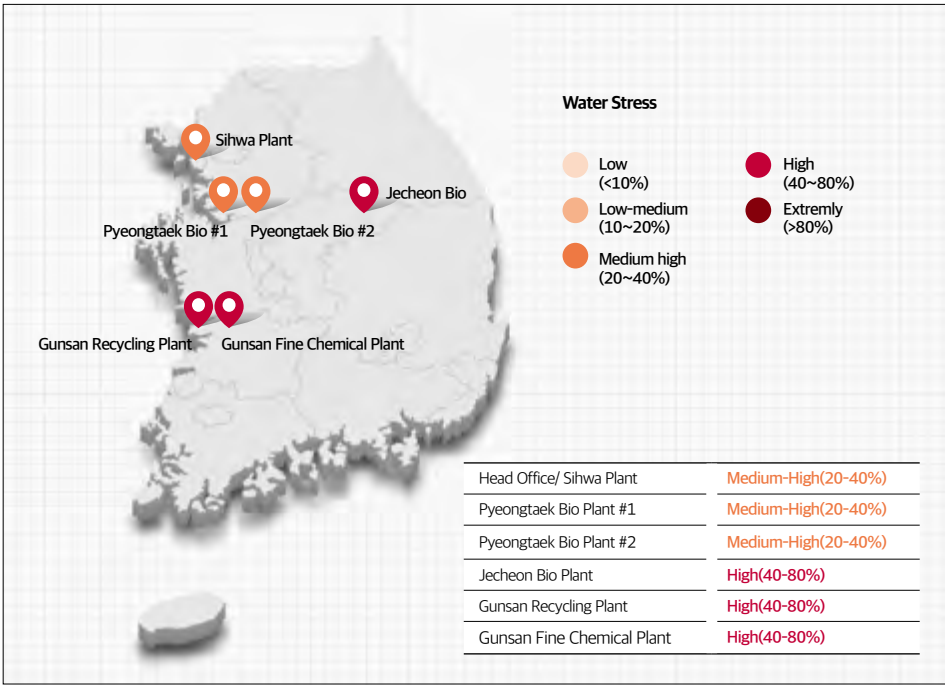 Water Stress
Low
(<10%)
Low-medium
(10~20%)
Medium high
(20~40%)
High
(40~80%)
Extremly
(>80%)
Sihwa Plant
Jecheon Bio
Pyeongtaek Bio #1
Pyeongtaek Bio #2
Gunsan Recycling Plant
Gunsan Fine Chemical Plant
Head Office/ Sihwa Plant Medium-High(20-40%)
Pyeongtaek Bio Plant #1 Medium-High(20-40%)
Pyeongtaek Bio Plant #2 Medium-High(20-40%)
Jecheon Bio Plant High(40-80%)
Gunsan Recycling Plant High(40-80%)
Gunsan Fine Chemical Plant High(40-80%)